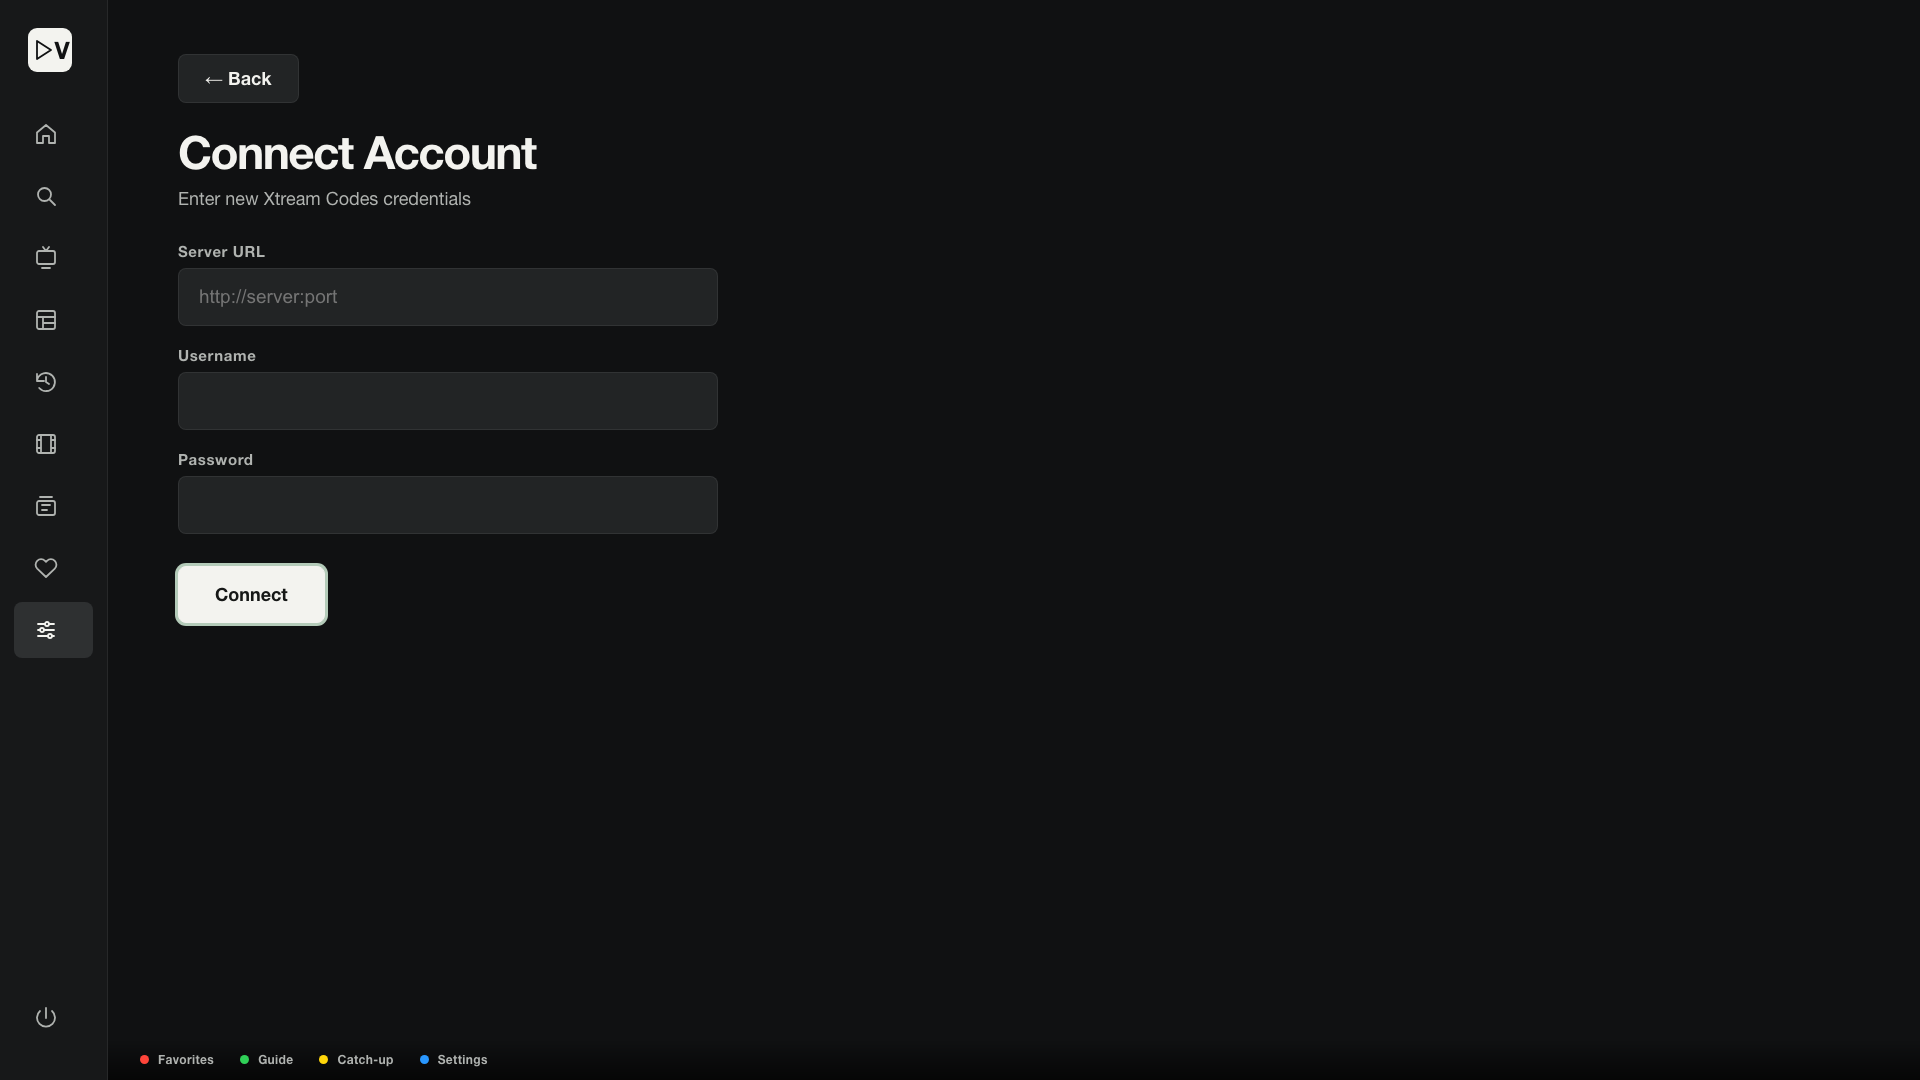 V
← Back
Connect Account
Enter new Xtream Codes credentials
Server URL
http://server:port
Username
Password
Connect
Favorites Guide Catch-up Settings